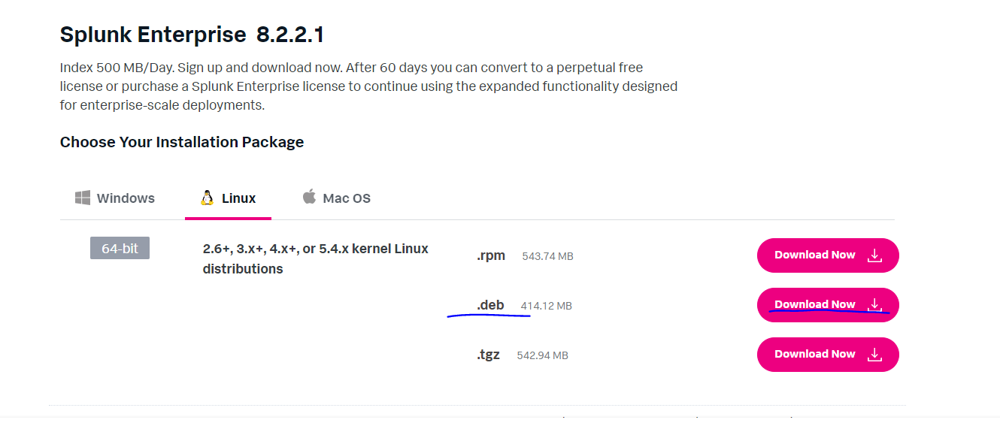 Splunk Enterprise 8.2.2.1
Index 500 MB/Day. Sign up and download now. After 60 days you can convert to a perpetual free
license or purchase a Splunk Enterprise license to continue using the expanded functionality designed
for enterprise-scale deployments.
Choose Your Installation Package
Windows Linux Mac OS
64-bit 2.6+, 3.x+, 4.x+, or 5.4.x kernel Linux .rpm 543.74 MB Download Now
distributions
.deb 414.12 MB Download Now
.tgz 542.94 MB Download Now